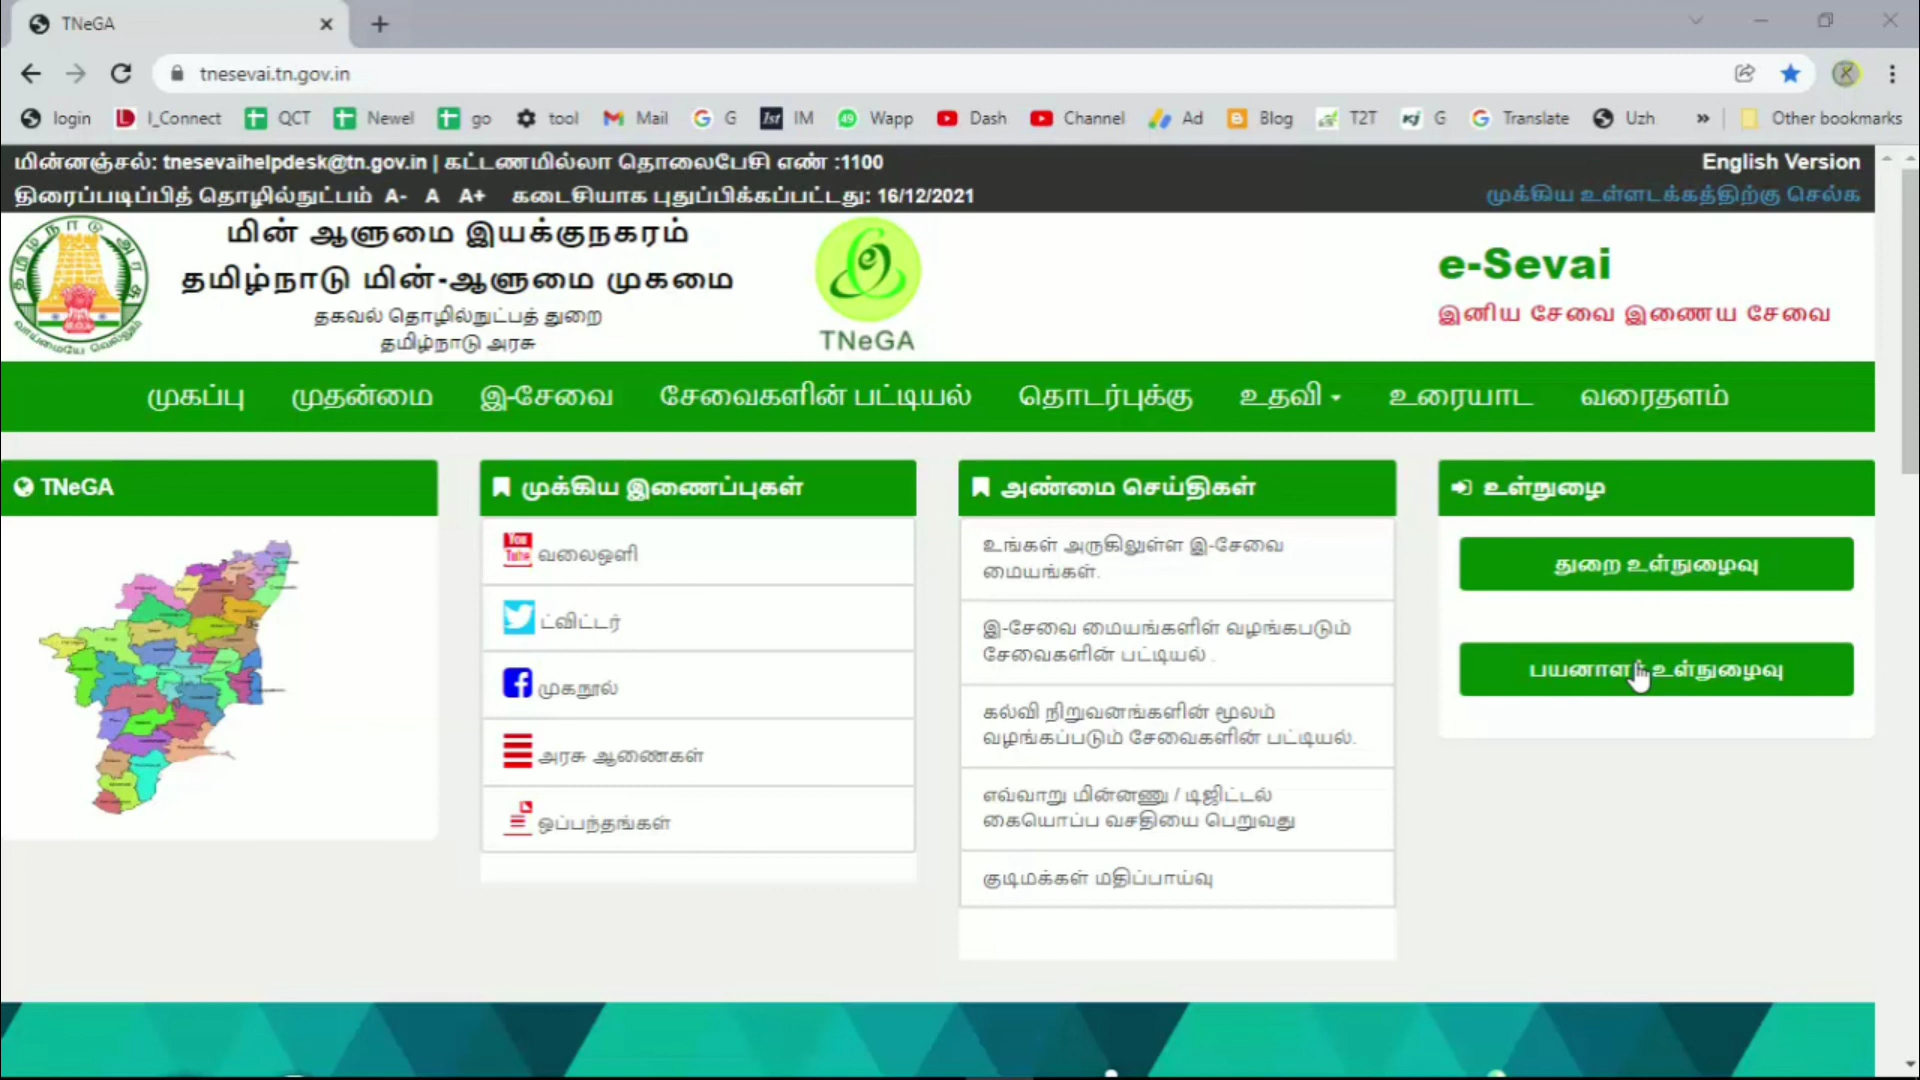 TNeGA
tnesevai.tn.gov.in
login I_Connect QCT Newel go tool Mail G IM Wapp Dash Channel Ad Blog T2T G Translate Uzh » Other bookmarks
மின்னஞ்சல்: tnesevaihelpdesk@tn.gov.in | கட்டணமில்லா தொலைபேசி எண் :1100
English Version
திரைப்படிப்பித் தொழில்நுட்பம் A- A A+ கடைசியாக புதுப்பிக்கப்பட்டது: 16/12/2021
முக்கிய உள்ளடக்கத்திற்கு செல்க
மின் ஆளுமை இயக்குநகரம்
தமிழ்நாடு மின்-ஆளுமை முகமை
தகவல் தொழில்நுட்பத் துறை
தமிழ்நாடு அரசு
TNeGA
e-Sevai
இனிய சேவை இணைய சேவை
முகப்பு முதன்மை இ-சேவை சேவைகளின் பட்டியல் தொடர்புக்கு உதவி உரையாட வரைதளம்
TNeGA
முக்கிய இணைப்புகள்
You Tube வலைஒளி
ட்விட்டர்
முகநூல்
அரசு ஆணைகள்
ஒப்பந்தங்கள்
அண்மை செய்திகள்
உங்கள் அருகிலுள்ள இ-சேவை
மையங்கள்.
இ-சேவை மையங்களிள் வழங்கபடும்
சேவைகளின் பட்டியல் .
கல்வி நிறுவனங்களின் மூலம்
வழங்கப்படும் சேவைகளின் பட்டியல்.
எவ்வாறு மின்னணு / டிஜிட்டல்
கையொப்ப வசதியை பெறுவது
குடிமக்கள் மதிப்பாய்வு
உள்நுழை
துறை உள்நுழைவு
பயனாளர் உள்நுழைவு